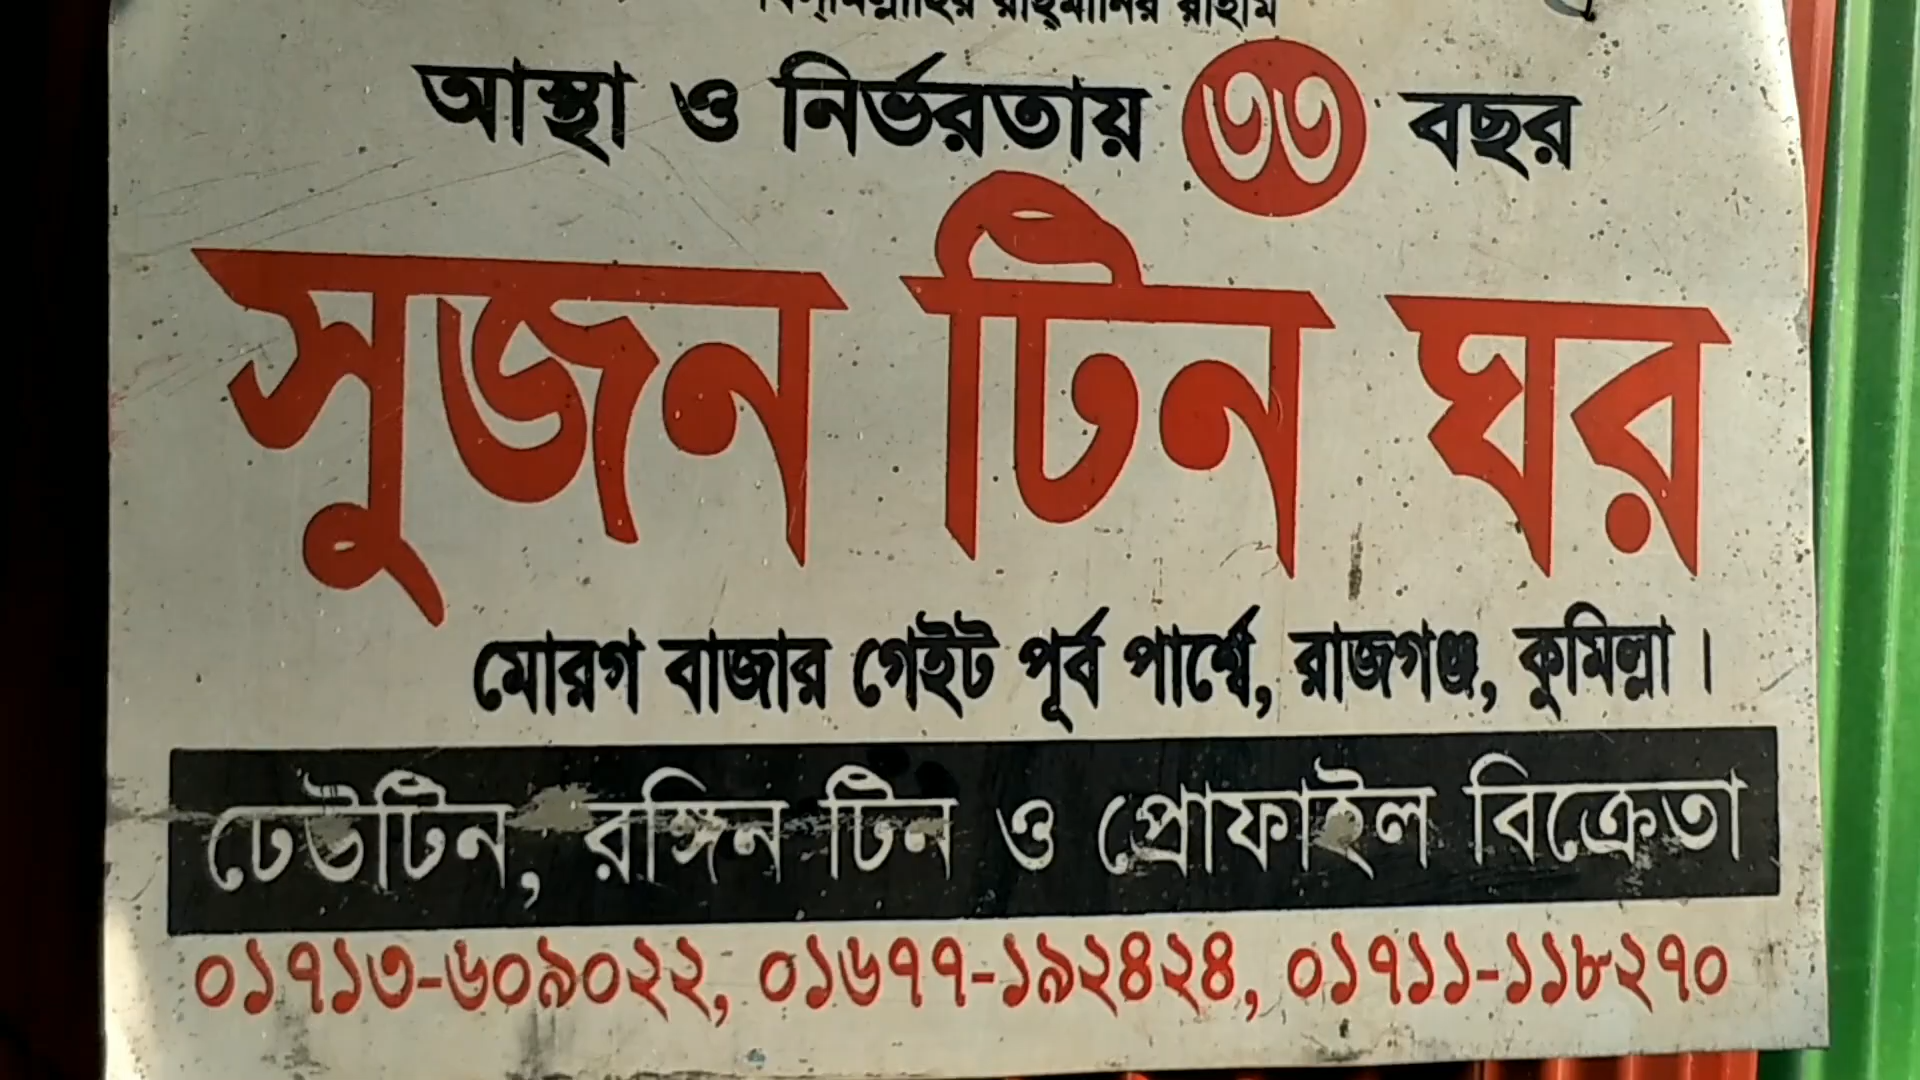 বিস্‌মিল্লাহির রাহ্‌মানির রাহীম
আস্থা ও নির্ভরতায় ৩৩ বছর
সুজন টিন ঘর
মোরগ বাজার গেইট পূর্ব পার্শ্বে, রাজগঞ্জ, কুমিল্লা।
ঢেউটিন, রঙ্গিন টিন ও প্রোফাইল বিক্রেতা
০১৭১৩-৬০৯০২২, ০১৬৭৭-১৯২৪২৪, ০১৭১১-১১৮২৭০